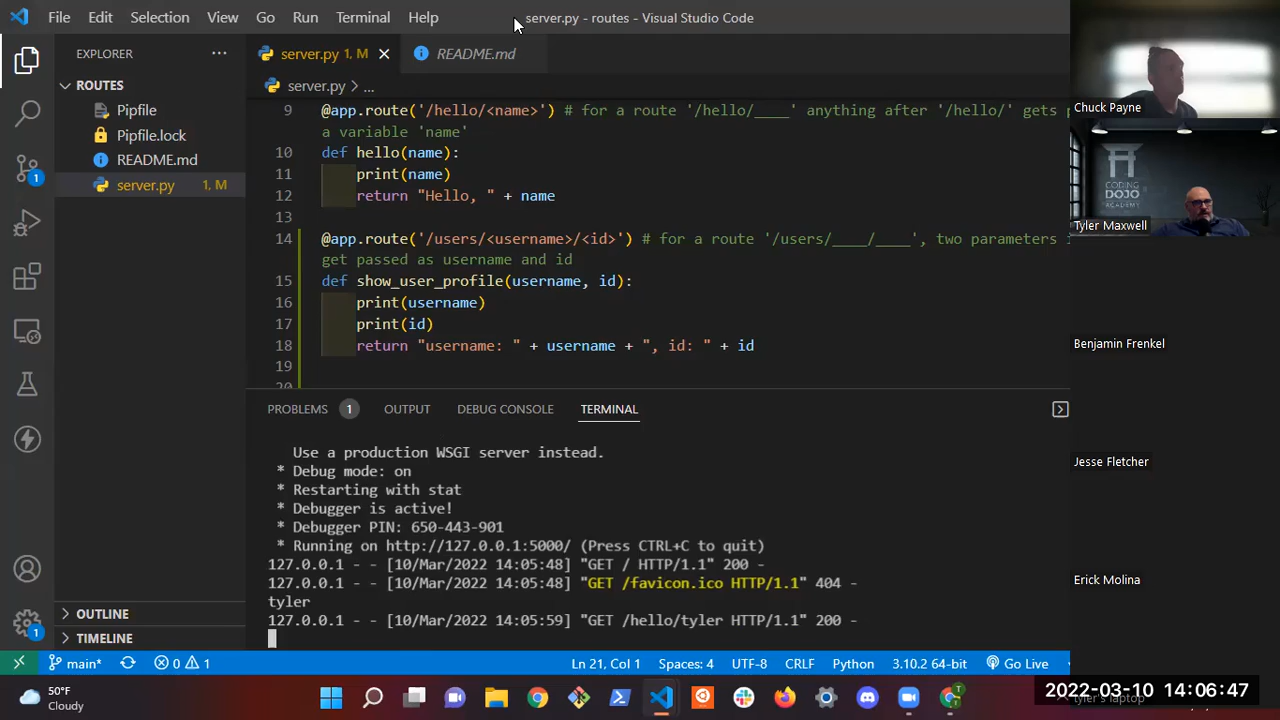 File Edit Selection View Go Run Terminal Help
server.py - routes - Visual Studio Code
EXPLORER
ROUTES
Pipfile
Pipfile.lock
README.md
server.py 1, M
OUTLINE
TIMELINE
1
1
server.py 1, M
README.md
server.py > ...
9 @app.route('/hello/<name>') # for a route '/hello/____' anything after '/hello/' gets
a variable 'name'
10 def hello(name):
11 print(name)
12 return "Hello, " + name
13
14 @app.route('/users/<username>/<id>') # for a route '/users/____/____', two parameters
get passed as username and id
15 def show_user_profile(username, id):
16 print(username)
17 print(id)
18 return "username: " + username + ", id: " + id
19
20
PROBLEMS 1 OUTPUT DEBUG CONSOLE TERMINAL
Use a production WSGI server instead.
* Debug mode: on
* Restarting with stat
* Debugger is active!
* Debugger PIN: 650-443-901
* Running on http://127.0.0.1:5000/ (Press CTRL+C to quit)
127.0.0.1 - - [10/Mar/2022 14:05:48] "GET / HTTP/1.1" 200 -
127.0.0.1 - - [10/Mar/2022 14:05:48] "GET /favicon.ico HTTP/1.1" 404 -
tyler
127.0.0.1 - - [10/Mar/2022 14:05:59] "GET /hello/tyler HTTP/1.1" 200 -
main* 0 1 Ln 21, Col 1 Spaces: 4 UTF-8 CRLF Python 3.10.2 64-bit Go Live
50°F
Cloudy
Chuck Payne
CODING
DOJO
ACADEMY
Tyler Maxwell
Benjamin Frenkel
Jesse Fletcher
Erick Molina
tyler's laptop
2022-03-10 14:06:47